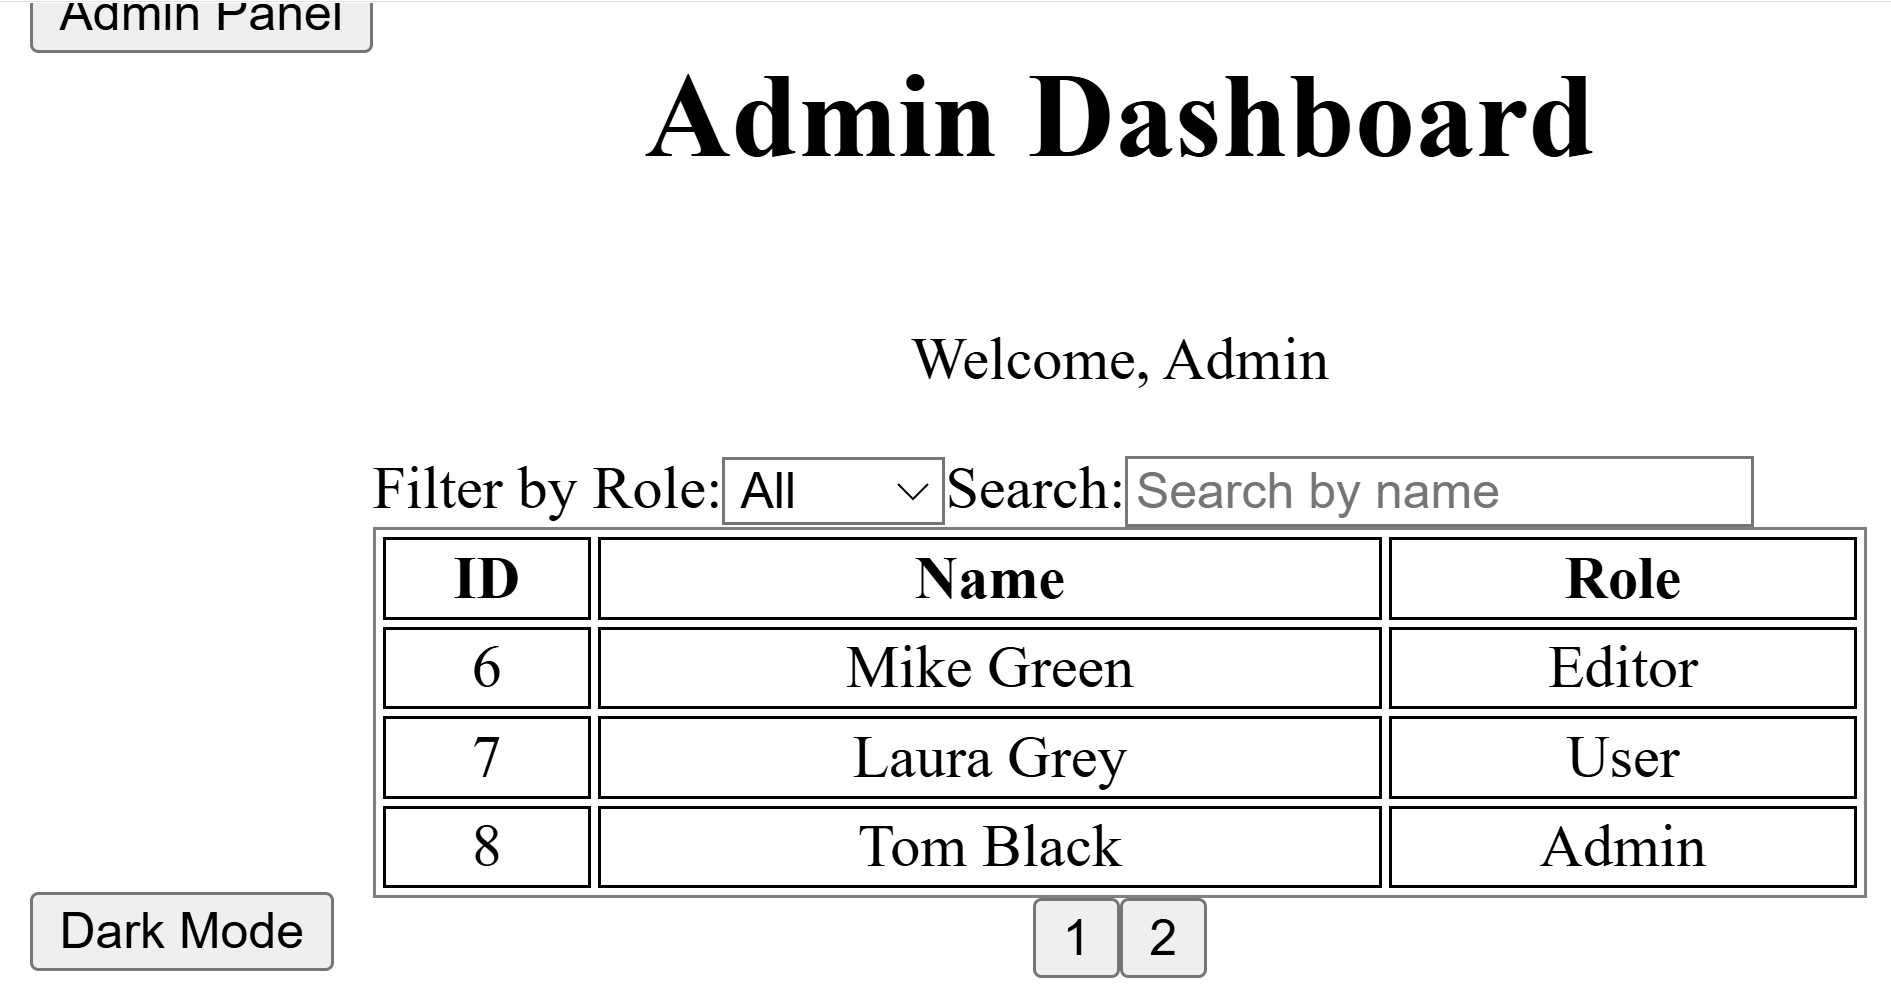 Admin Panel
Admin Dashboard
Welcome, Admin
Filter by Role: All Search: Search by name
ID Name Role
6 Mike Green Editor
7 Laura Grey User
8 Tom Black Admin
Dark Mode 1 2